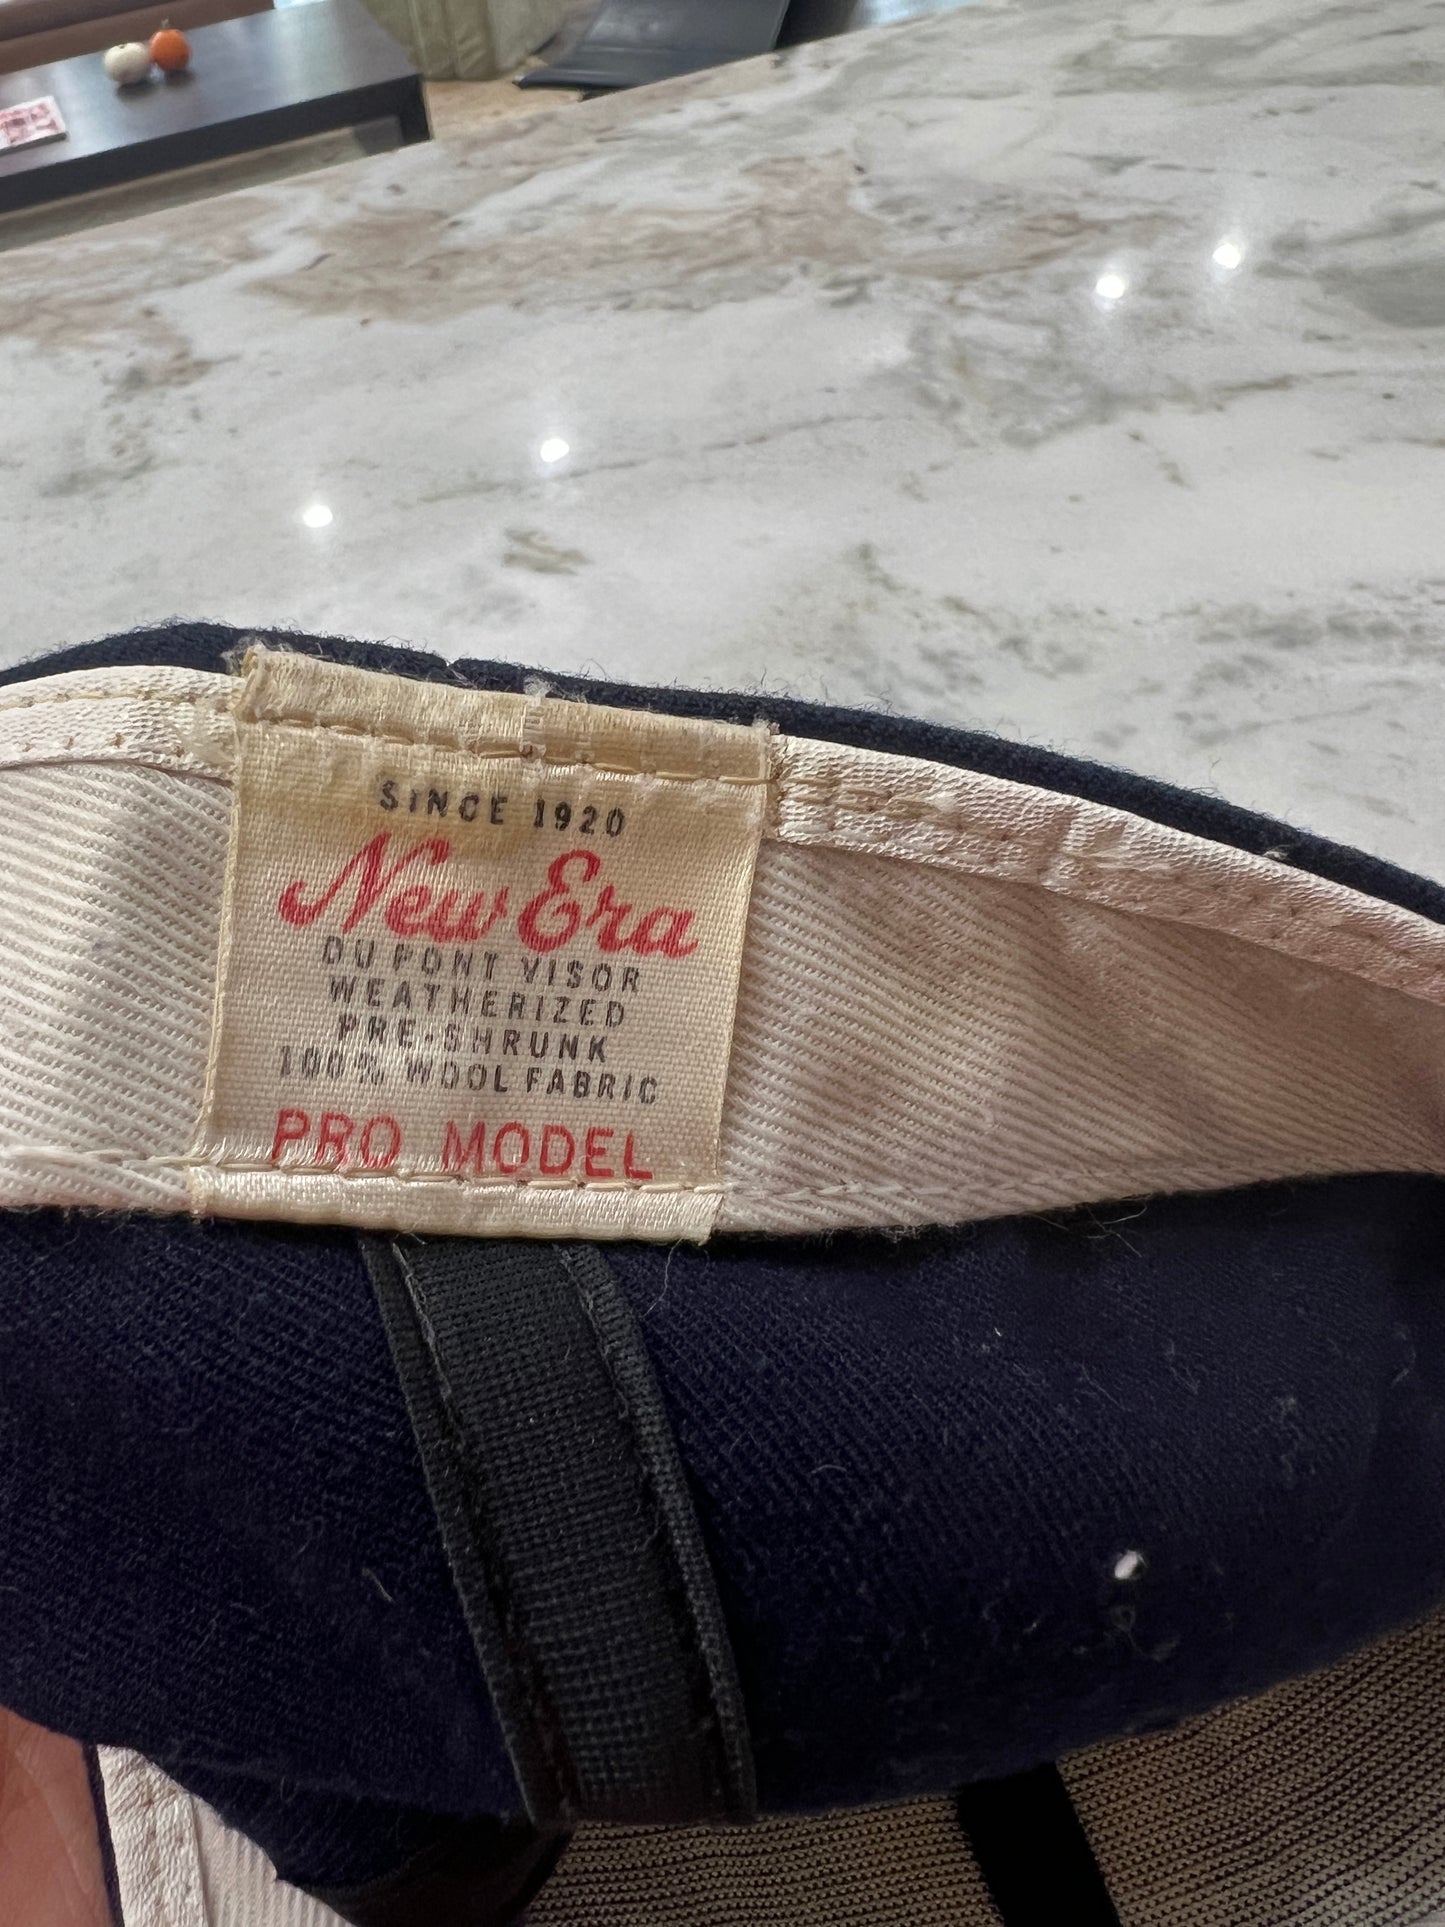 SINCE 1920
New Era
DU PONT VISOR
WEATHERIZED
PRE-SHRUNK
100% WOOL FABRIC
PRO MODEL